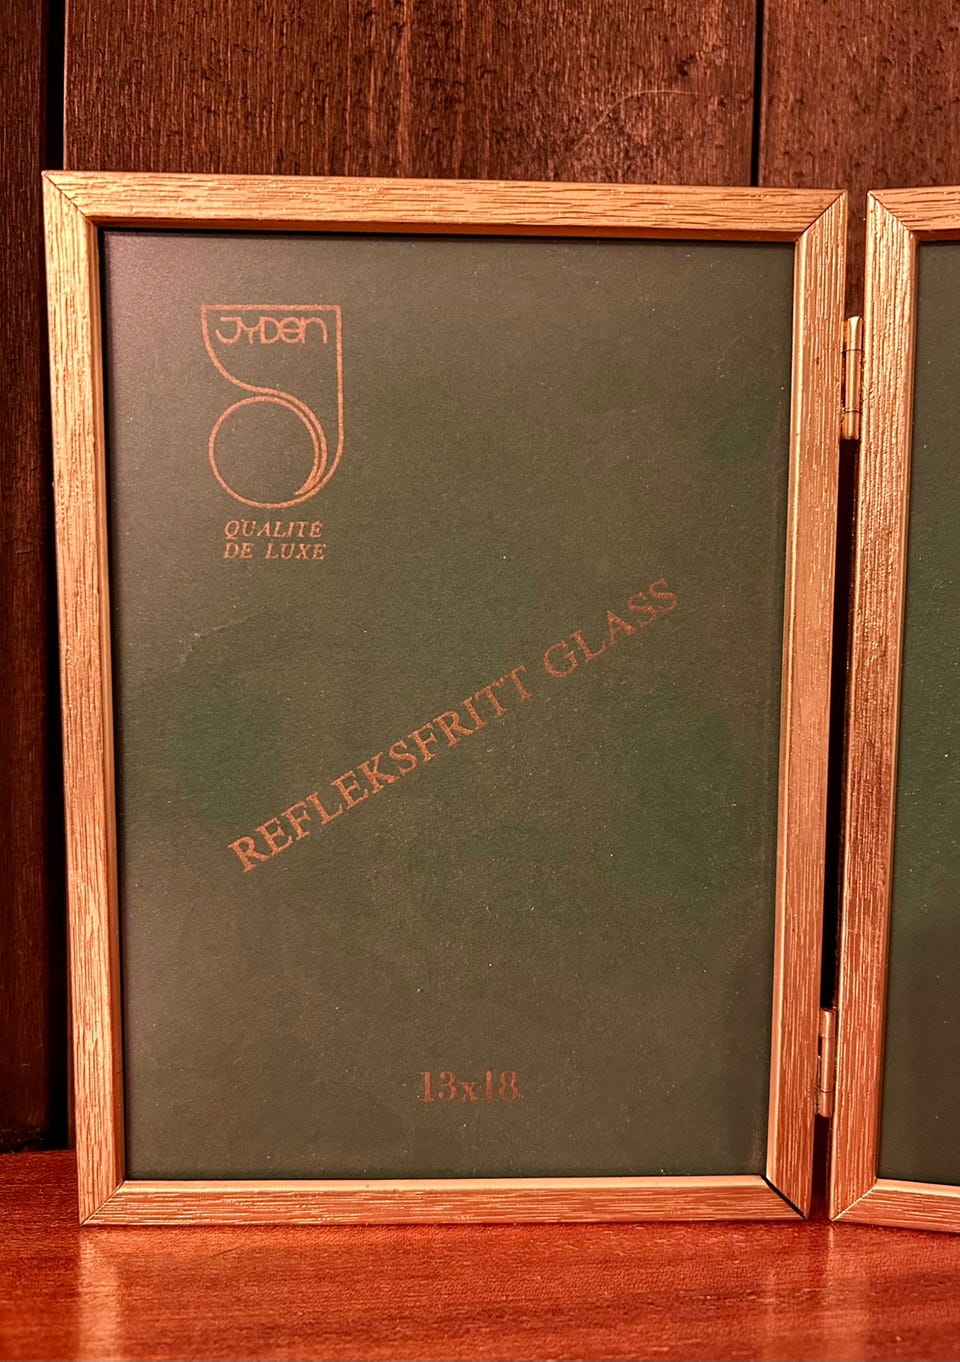 JYDEN
QUALITÉ
DE LUXE
REFLEKSFRITT GLASS
13x18